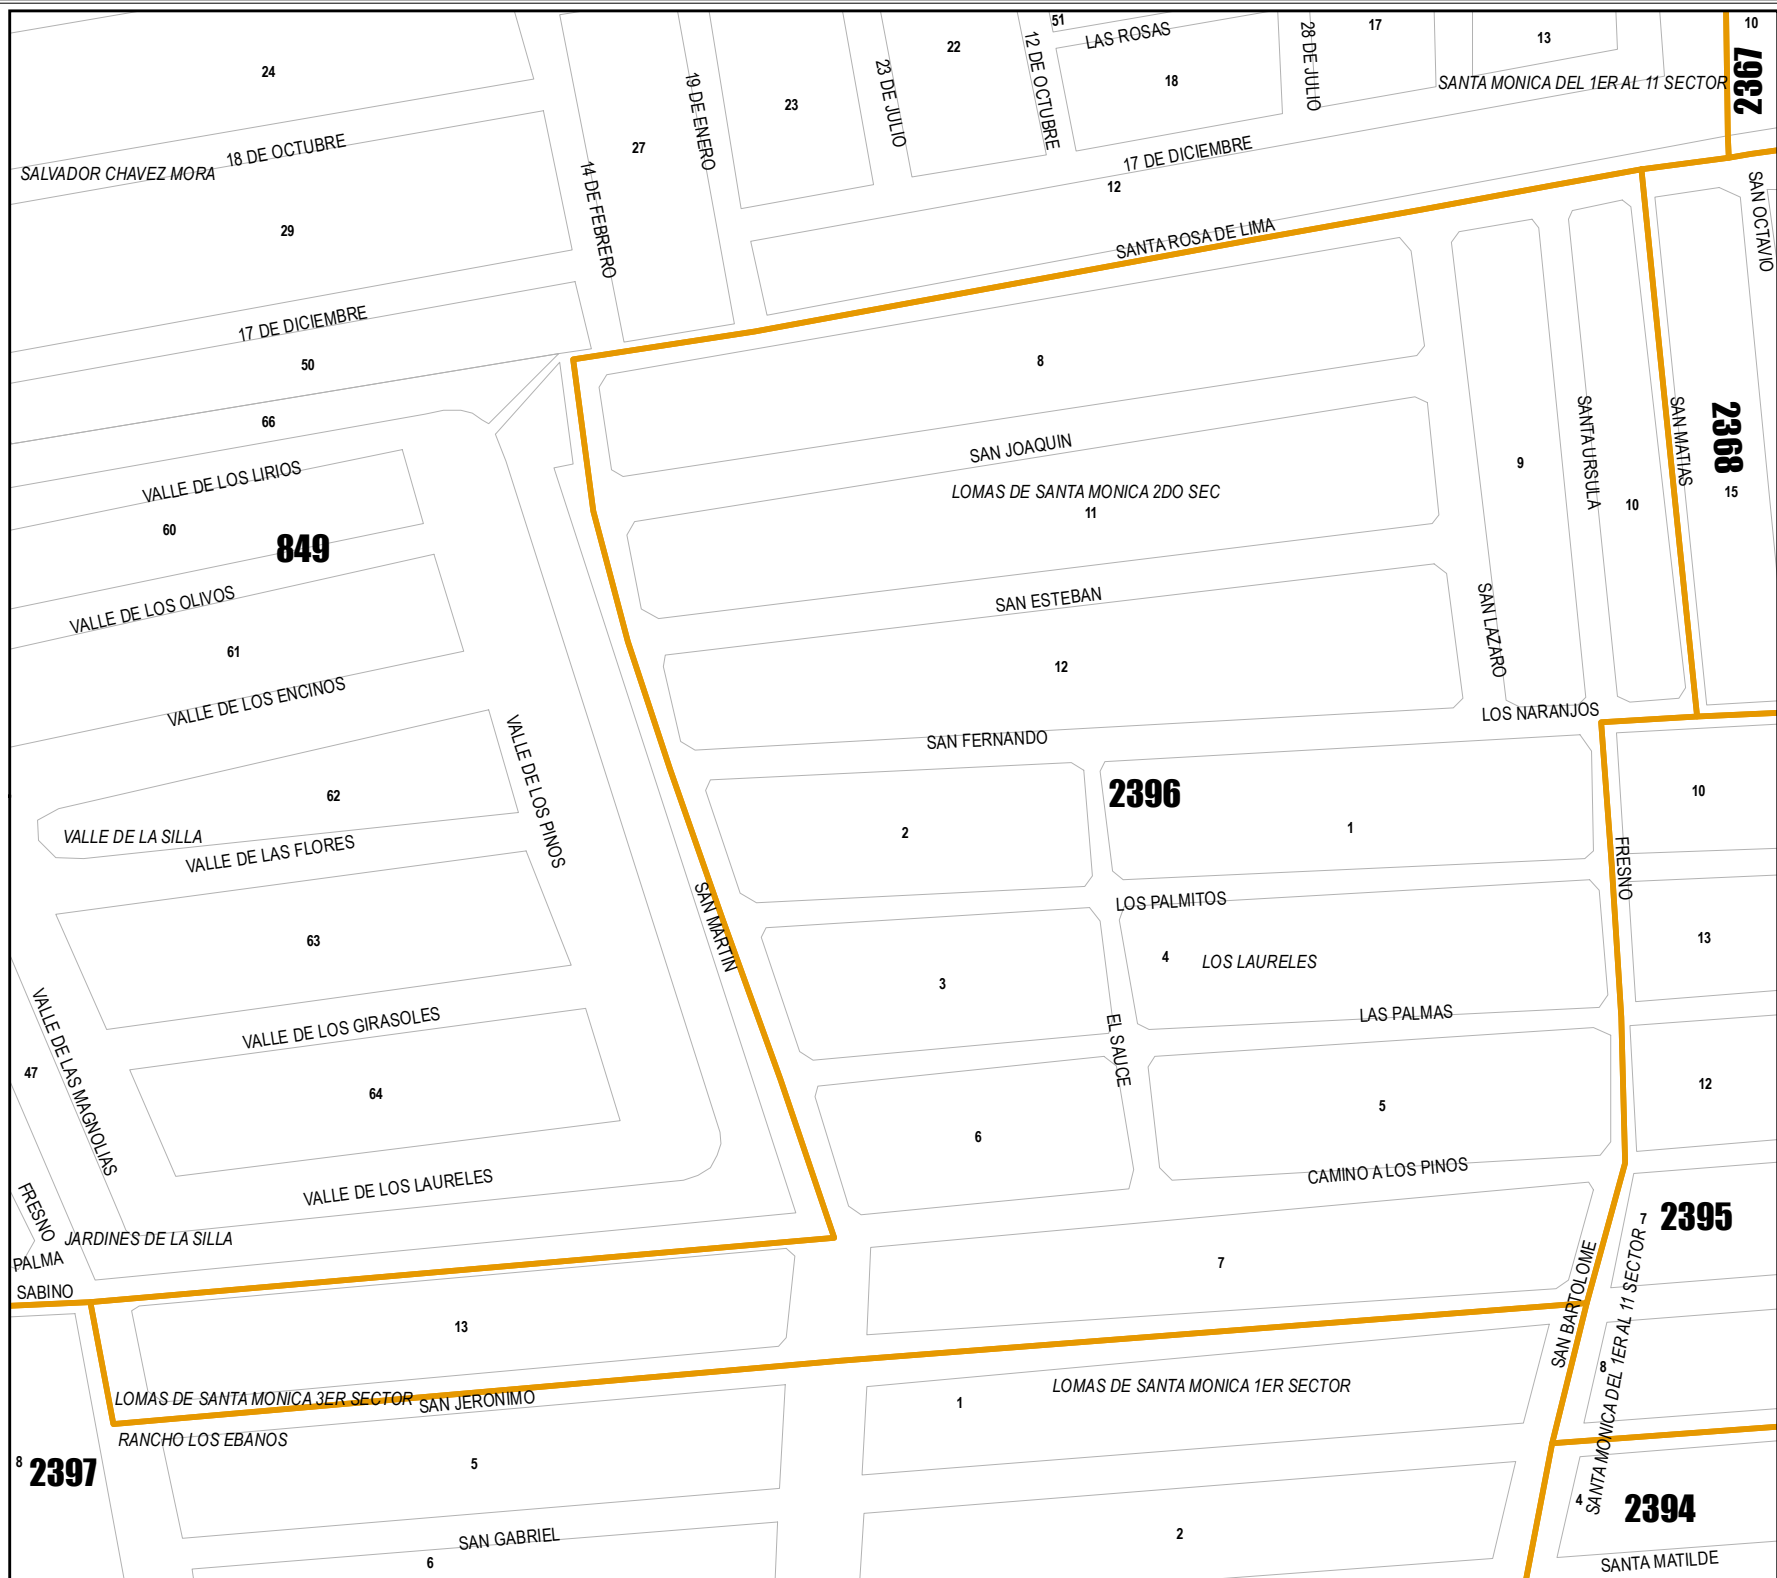 51
10
24
22
LAS ROSAS
17
13
18
SANTA MONICA DEL 1ER AL 11 SECTOR
2367
28 DE JULIO
12 DE OCTUBRE
23 DE JULIO
19 DE ENERO
23
27
18 DE OCTUBRE
SALVADOR CHAVEZ MORA
14 DE FEBRERO
17 DE DICIEMBRE
12
SAN OCTAVIO
29
SANTA ROSA DE LIMA
17 DE DICIEMBRE
50
8
66
SAN JOAQUIN
SANTA URSULA
SAN MATIAS
2368
VALLE DE LOS LIRIOS
9
LOMAS DE SANTA MONICA 2DO SEC
11
10
15
60
849
VALLE DE LOS OLIVOS
SAN ESTEBAN
SAN LAZARO
61
12
VALLE DE LOS ENCINOS
LOS NARANJOS
SAN FERNANDO
VALLE DE LOS PINOS
62
2396
10
VALLE DE LA SILLA
2
1
VALLE DE LAS FLORES
FRESNO
LOS PALMITOS
SAN MARTIN
63
13
4
LOS LAURELES
3
VALLE DE LOS GIRASOLES
LAS PALMAS
EL SAUCE
VALLE DE LAS MAGNOLIAS
47
64
5
12
6
CAMINO A LOS PINOS
VALLE DE LOS LAURELES
FRESNO
7
2395
JARDINES DE LA SILLA
PALMA
7
SABINO
SAN BARTOLOME
13
SANTA MONICA DEL 1ER AL 11 SECTOR
8
LOMAS DE SANTA MONICA 3ER SECTOR
SAN JERONIMO
LOMAS DE SANTA MONICA 1ER SECTOR
1
RANCHO LOS EBANOS
8
2397
5
4
2394
SAN GABRIEL
2
6
SANTA MATILDE